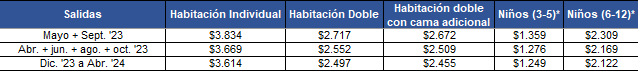 Salidas Habitación Individual Habitación Doble Habitación doble con cama adicional Niños (3-5)* Niños (6-12)*
Mayo + Sept. '23 $3.834 $2.717 $2.672 $1.359 $2.309
Abr. + jun. + ago. + oct. '23 $3.669 $2.552 $2.509 $1.276 $2.169
Dic. '23 a Abr. '24 $3.614 $2.497 $2.455 $1.249 $2.122